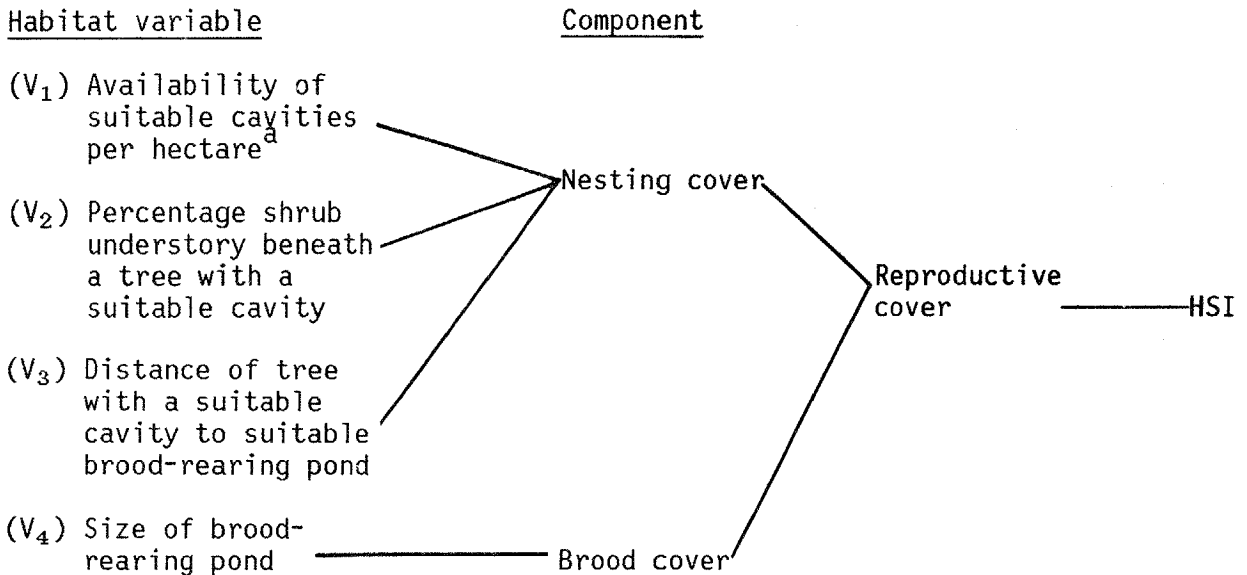 Habitat variable Component
(V₁) Availability of
suitable cavities
per hectareᵃ
Nesting cover
(V₂) Percentage shrub
understory beneath
a tree with a
suitable cavity
Reproductive
cover HSI
(V₃) Distance of tree
with a suitable
cavity to suitable
brood-rearing pond
(V₄) Size of brood-
rearing pond Brood cover